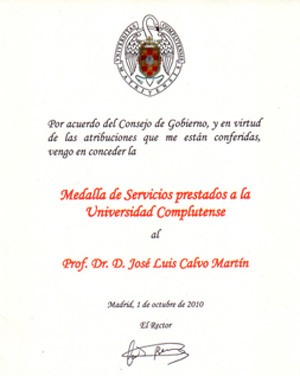 Por acuerdo del Consejo de Gobierno, y en virtud
de las atribuciones que me están conferidas,
vengo en conceder la
Medalla de Servicios prestados a la
Universidad Complutense
al
Prof. Dr. D. José Luis Calvo Martín
Madrid, 1 de octubre de 2010
El Rector